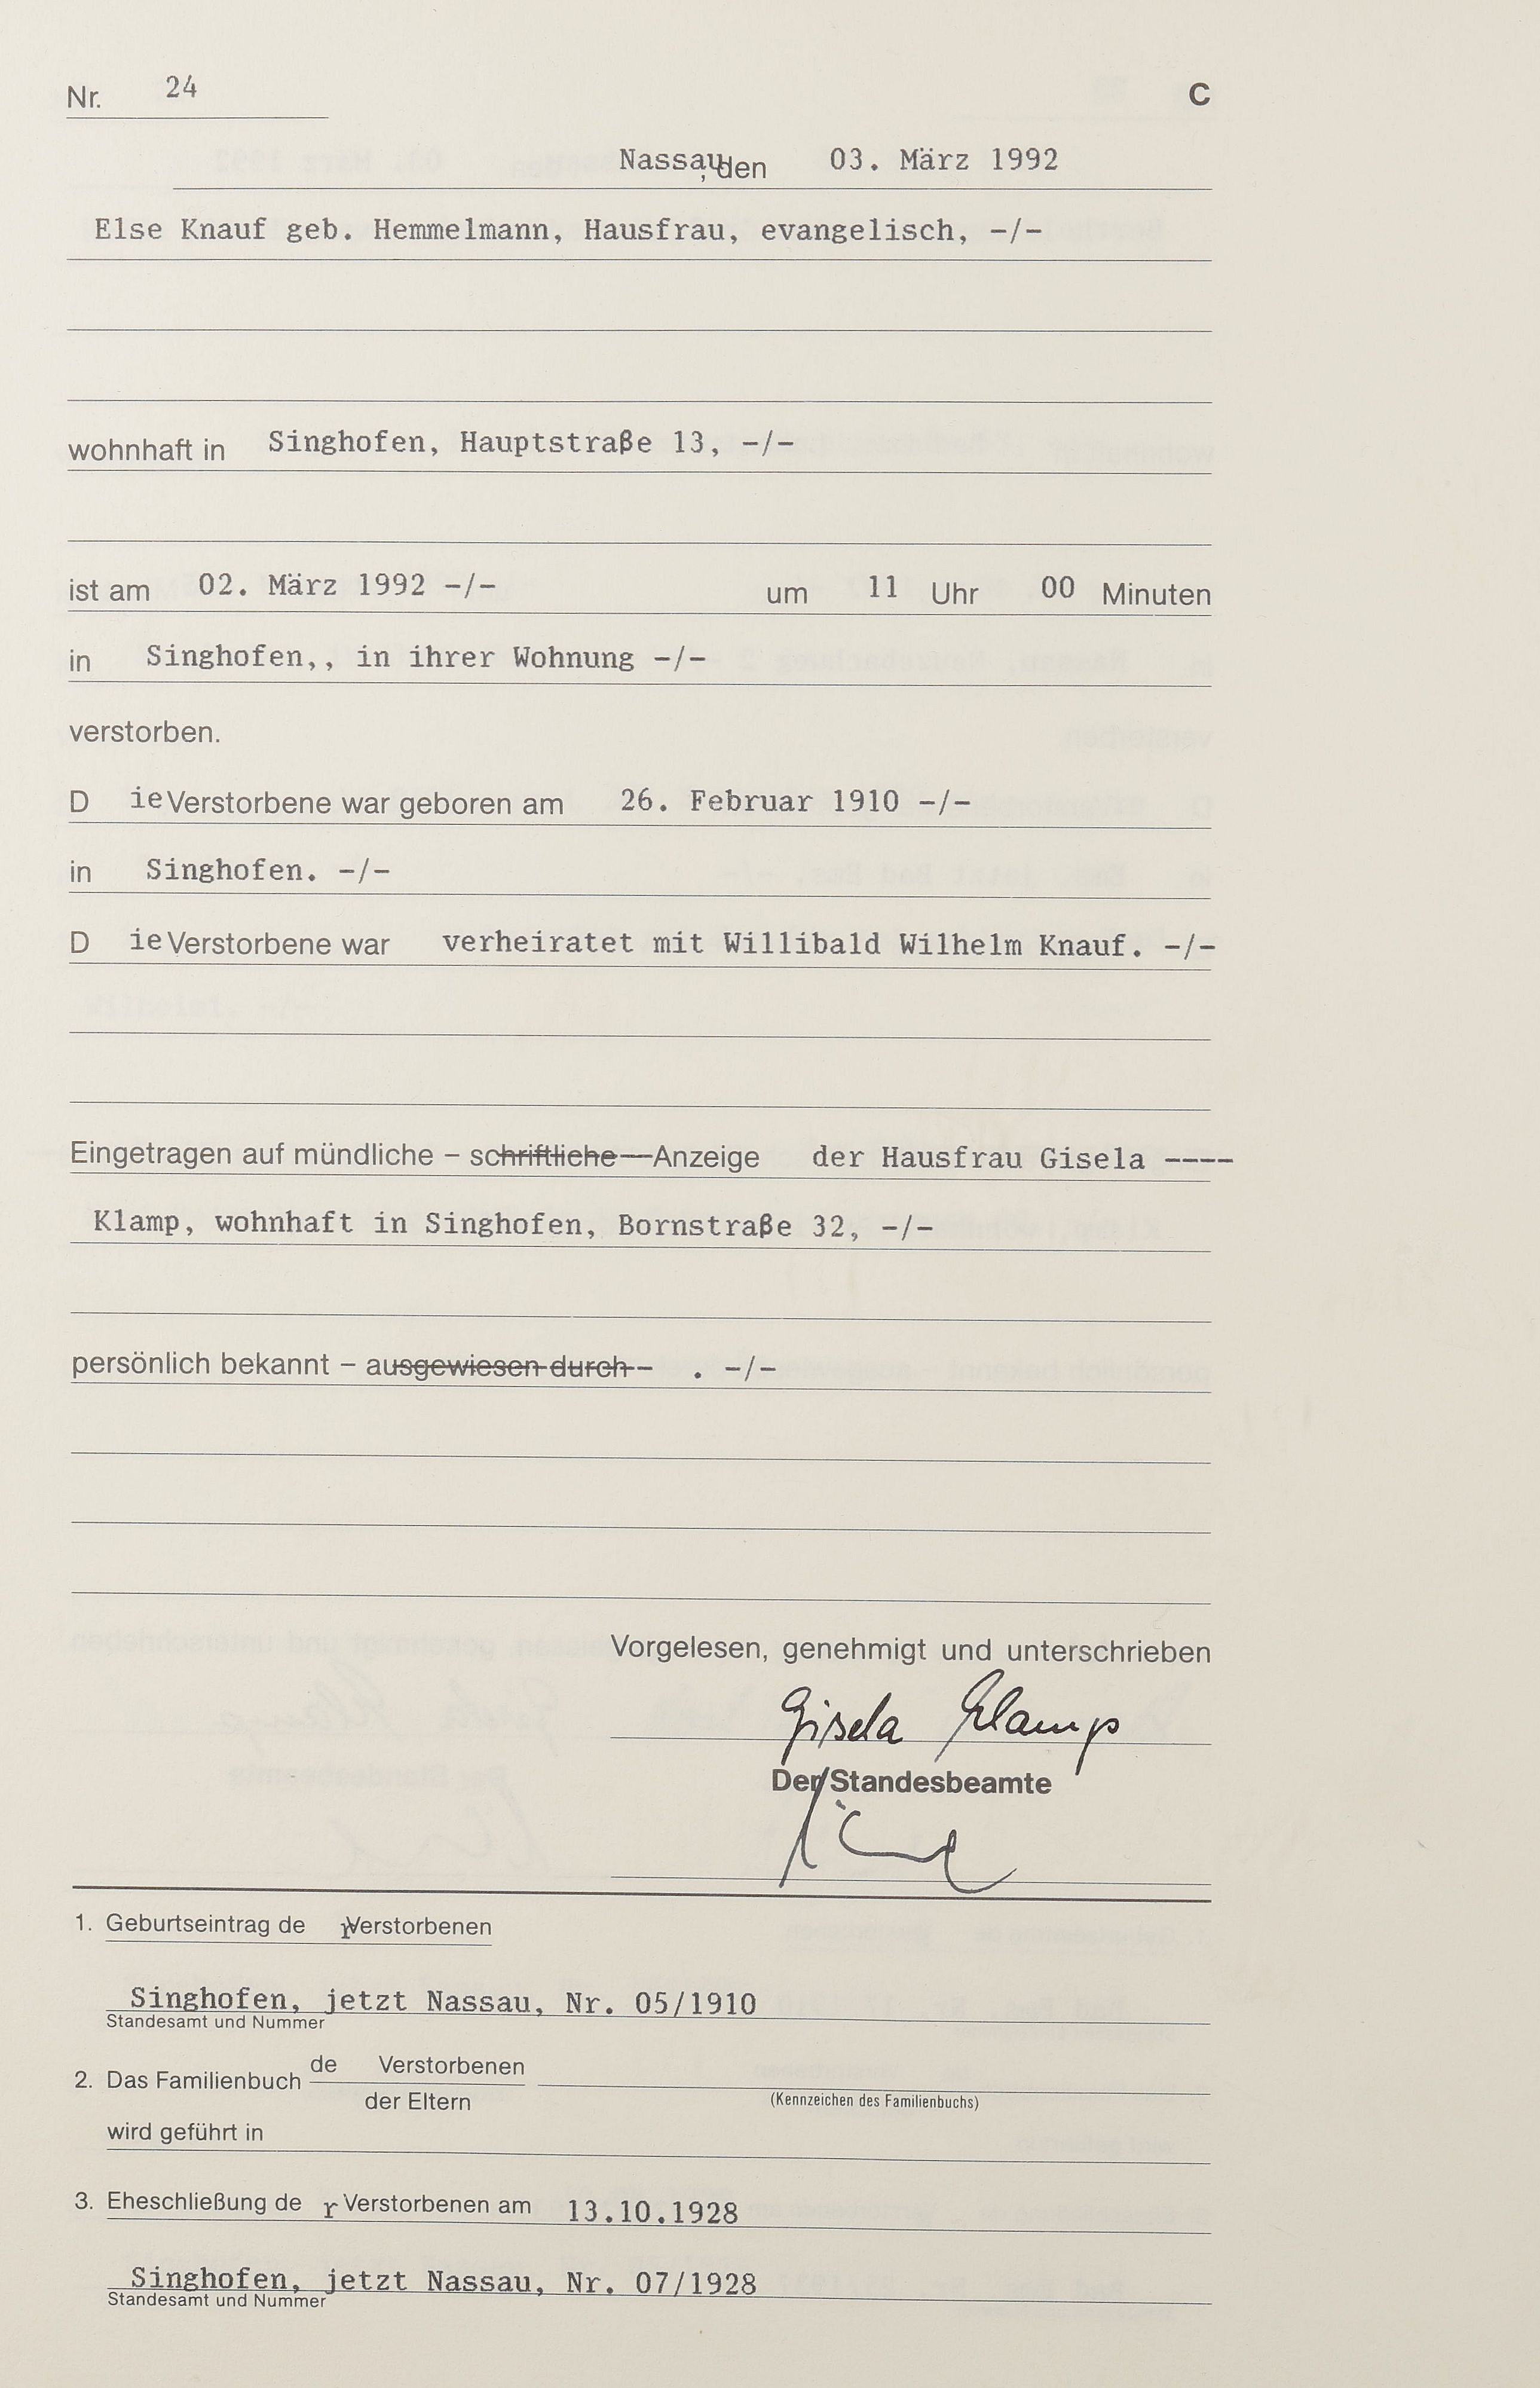 Nr. 24 C
Nassau, den 03. März 1992
Else Knauf geb. Hemmelmann, Hausfrau, evangelisch, -/-
wohnhaft in Singhofen, Hauptstraße 13, -/-
ist am 02. März 1992 -/- um 11 Uhr 00 Minuten
in Singhofen,, in ihrer Wohnung -/-
verstorben.
D ie Verstorbene war geboren am 26. Februar 1910 -/-
in Singhofen. -/-
D ie Verstorbene war verheiratet mit Willibald Wilhelm Knauf. -/-
Eingetragen auf mündliche – schriftliche – Anzeige der Hausfrau Gisela ----
Klamp, wohnhaft in Singhofen, Bornstraße 32, -/-
persönlich bekannt – ausgewiesen durch - . -/-
Vorgelesen, genehmigt und unterschrieben
Gisela Klamp
Der Standesbeamte
1. Geburtseintrag de r Verstorbenen
Singhofen, jetzt Nassau, Nr. 05/1910
Standesamt und Nummer
de Verstorbenen
2. Das Familienbuch
der Eltern (Kennzeichen des Familienbuchs)
wird geführt in
3. Eheschließung de r Verstorbenen am 13.10.1928
Singhofen, jetzt Nassau, Nr. 07/1928
Standesamt und Nummer